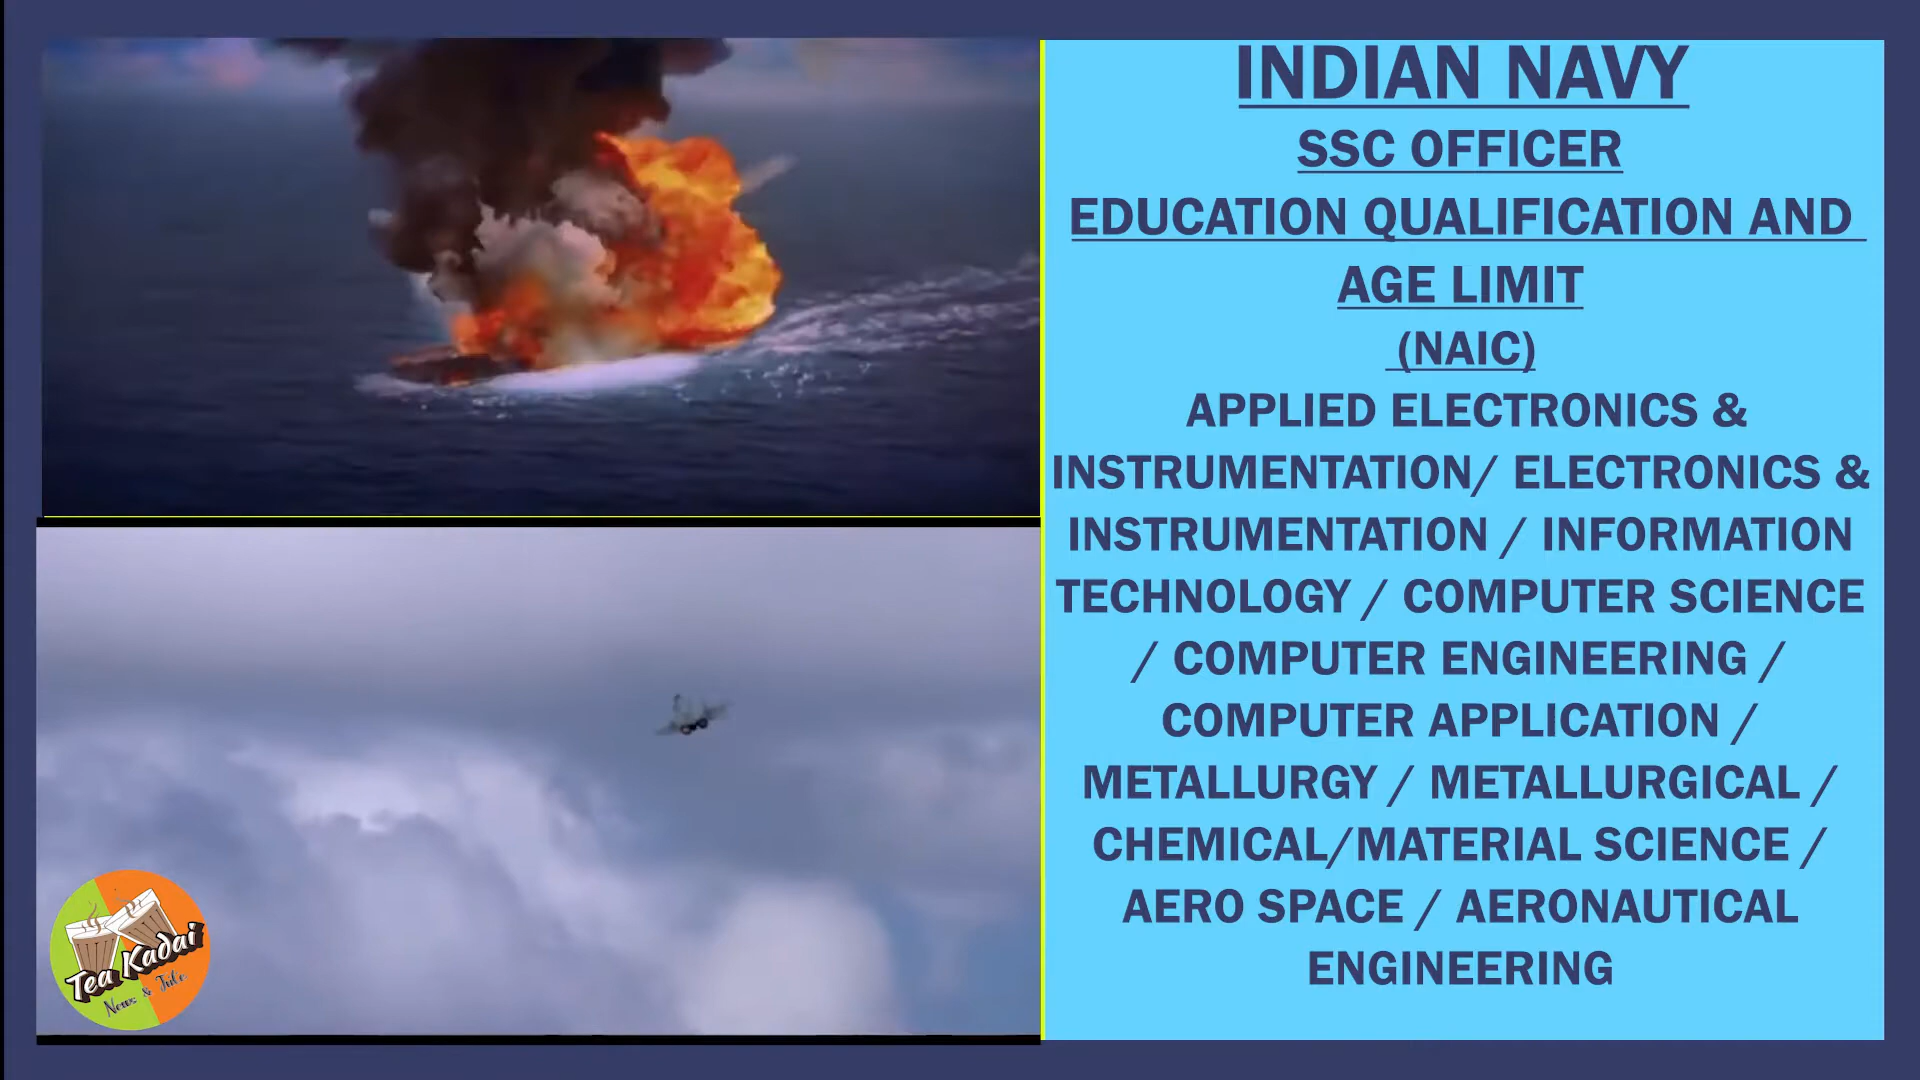 INDIAN NAVY
SSC OFFICER
EDUCATION QUALIFICATION AND
AGE LIMIT
(NAIC)
APPLIED ELECTRONICS &
INSTRUMENTATION/ ELECTRONICS &
INSTRUMENTATION / INFORMATION
TECHNOLOGY / COMPUTER SCIENCE
/ COMPUTER ENGINEERING /
COMPUTER APPLICATION /
METALLURGY / METALLURGICAL /
CHEMICAL/MATERIAL SCIENCE /
AERO SPACE / AERONAUTICAL
ENGINEERING
Tea Kadai
News &